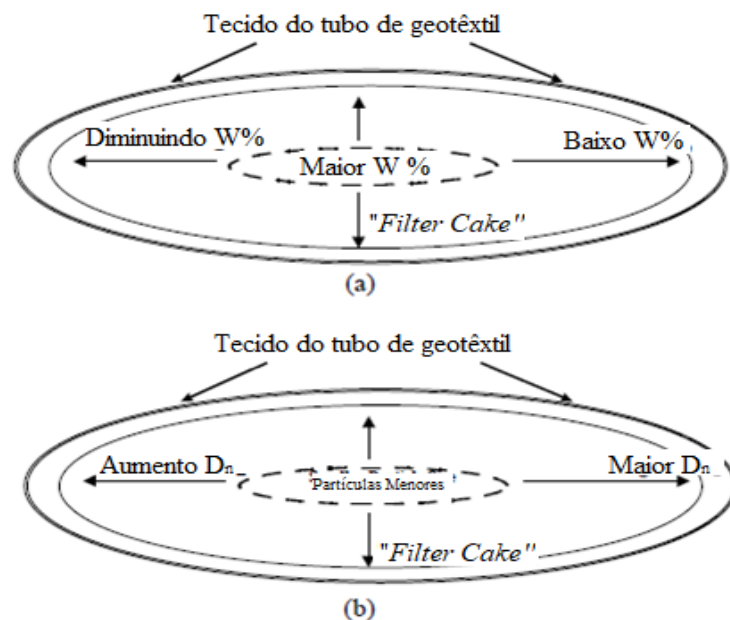 Tecido do tubo de geotêxtil
Diminuindo W%
Maior W %
Baixo W%
"Filter Cake"
(a)
Tecido do tubo de geotêxtil
Aumento Dn
Partículas Menores
Maior Dn
"Filter Cake"
(b)